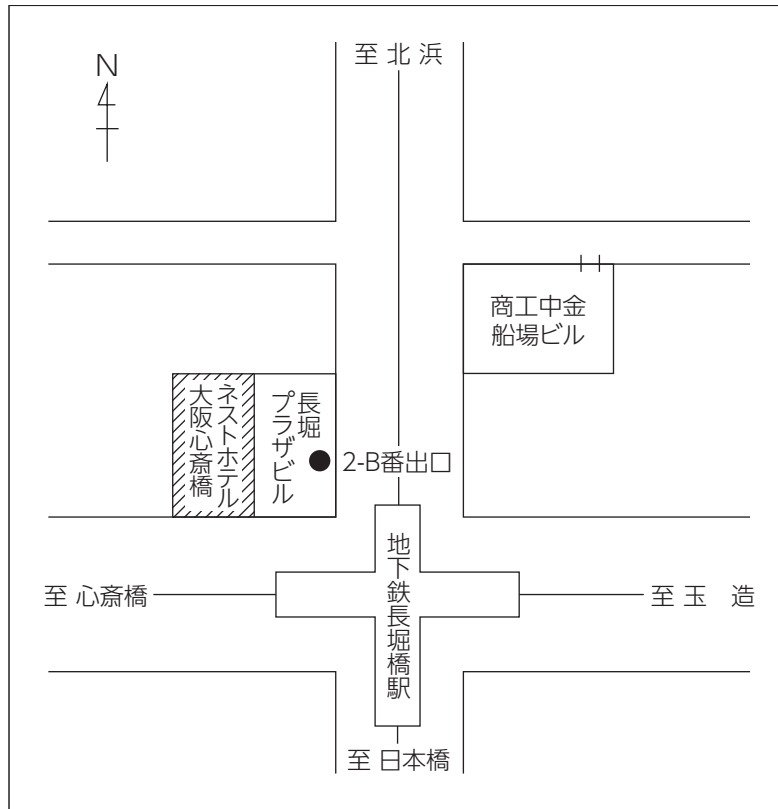 至 北 浜
N
商工中金
船場ビル
ネストホテル
大阪心斎橋
長堀
プラザビル
2-B番出口
地下鉄長堀橋駅
至 心斎橋
至 玉　造
至 日本橋